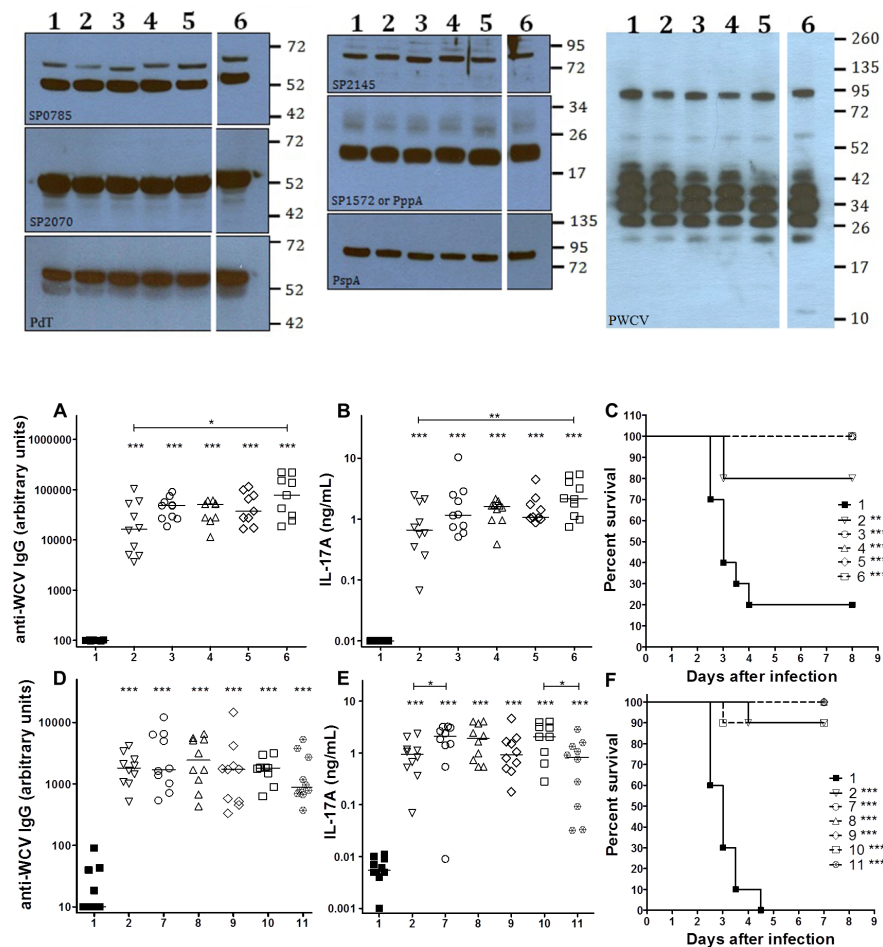 1 2 3 4 5 6
72
52
42
SP0785
72
52
42
SP2070
72
52
42
PdT
1 2 3 4 5 6
95
72
SP2145
34
26
17
SP1572 or PppA
135
95
72
PspA
1 2 3 4 5 6
260
135
95
72
52
42
34
26
17
10
PWCV
A
anti-WCV IgG (arbitrary units)
1000000
100000
10000
1000
100
*
*** *** *** *** ***
1 2 3 4 5 6
B
IL-17A (ng/mL)
10
1
0.1
0.01
**
*** *** *** *** ***
1 2 3 4 5 6
C
Percent survival
110
100
90
80
70
60
50
40
30
20
10
0
0 1 2 3 4 5 6 7 8 9
Days after infection
1
2 **
3 ***
4 ***
5 ***
6 ***
D
anti-WCV IgG (arbitrary units)
10000
1000
100
10
*** *** *** *** *** ***
1 2 7 8 9 10 11
E
IL-17A (ng/mL)
10
1
0.1
0.01
0.001
* *
*** *** *** *** *** ***
1 2 7 8 9 10 11
F
Percent survival
100
90
80
70
60
50
40
30
20
10
0
0 1 2 3 4 5 6 7 8 9
Days after infection
1
2 ***
7 ***
8 ***
9 ***
10 ***
11 ***